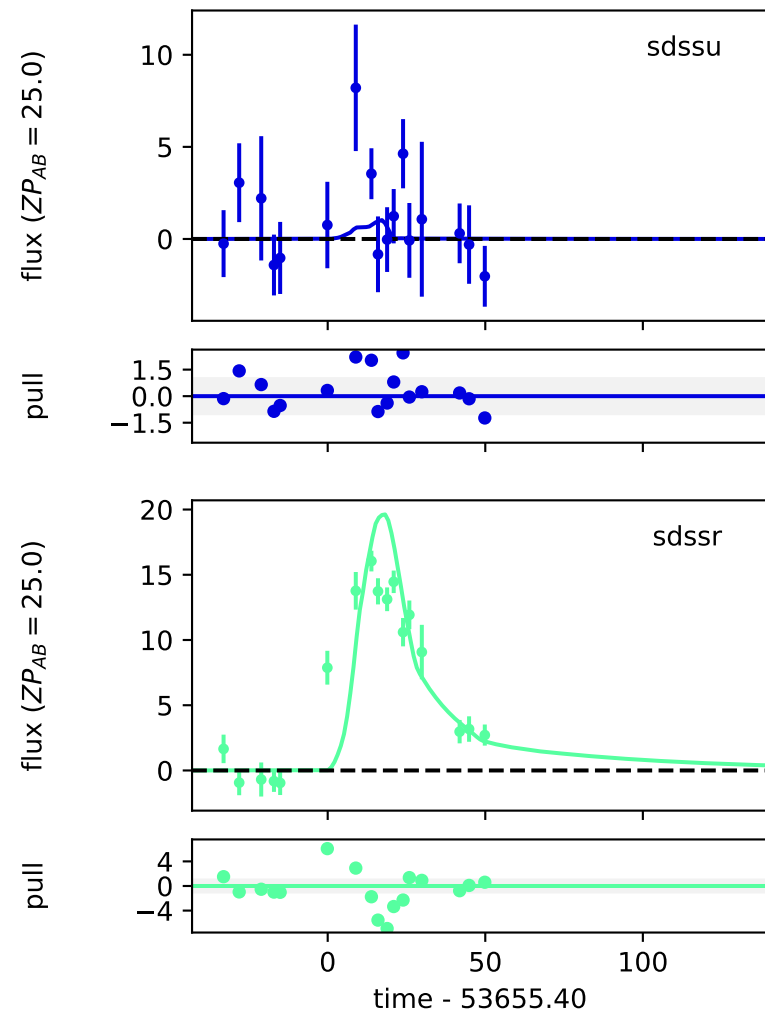 sdssu
flux (ZP_AB = 25.0)
10
5
0
pull
1.5
0.0
−1.5
sdssr
flux (ZP_AB = 25.0)
20
15
10
5
0
pull
4
0
−4
0 50 100
time - 53655.40